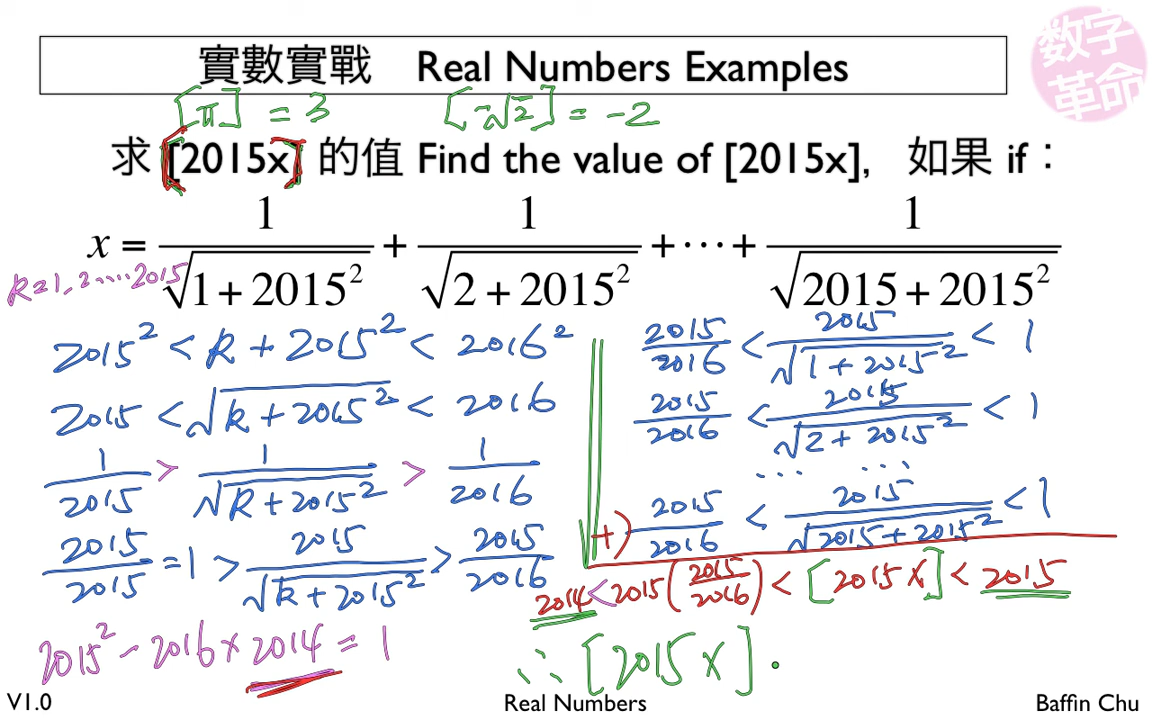 数字
革命
實數實戰 Real Numbers Examples
[π] = 3 [-√2] = -2
求 [2015x] 的值 Find the value of [2015x], 如果 if：
x = 1/√(1+2015²) + 1/√(2+2015²) + ⋯ + 1/√(2015+2015²)
k=1, 2 ..... 2015
2015² < k + 2015² < 2016²
2015 < √(k + 2015²) < 2016
1/2015 > 1/√(k + 2015²) > 1/2016
2015/2015 = 1 > 2015/√(k + 2015²) > 2015/2016
2015² - 2016 × 2014 = 1
2015/2016 < 2015/√(1 + 2015²) < 1
2015/2016 < 2015/√(2 + 2015²) < 1
... ...
+) 2015/2016 < 2015/√(2015 + 2015²) < 1
2014 < 2015(2015/2016) < [2015x] < 2015
∴ [2015x]
V1.0 Real Numbers Baffin Chu